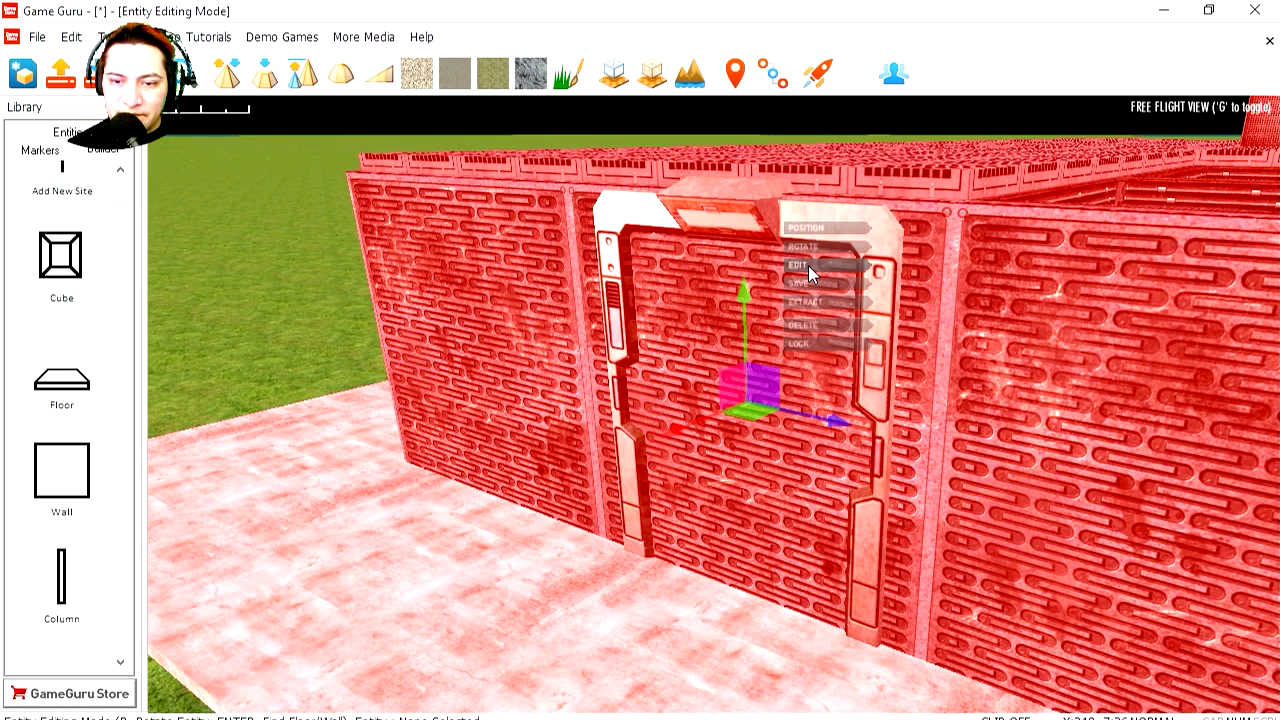 Game Guru - [*] - [Entity Editing Mode]
File Edit Tutorials Demo Games More Media Help
Library
FREE FLIGHT VIEW ('G' to toggle)
Markers
Add New Site
Cube
Floor
Wall
Column
GameGuru Store
POSITION
ROTATE
EDIT
SAVE
EXTRACT
DELETE
LOCK